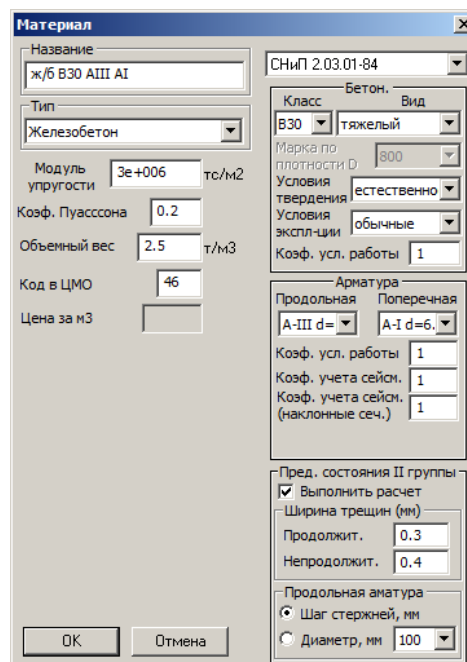 Материал
Название
ж/б В30 АIII АI
Тип
Железобетон
Модуль упругости 3e+006 тс/м2
Коэф. Пуасссона 0.2
Объемный вес 2.5 т/м3
Код в ЦМО 46
Цена за м3
OK Отмена
СНиП 2.03.01-84
Бетон.
Класс Вид
В30 тяжелый
Марка по плотности D 800
Условия твердения естественно
Условия экспл-ции обычные
Коэф. усл. работы 1
Арматура
Продольная Поперечная
A-III d= A-I d=6.
Коэф. усл. работы 1
Коэф. учета сейсм. 1
Коэф. учета сейсм. (наклонные сеч.) 1
Пред. состояния II группы
Выполнить расчет
Ширина трещин (мм)
Продолжит. 0.3
Непродолжит. 0.4
Продольная аматура
Шаг стержней, мм
Диаметр, мм 100